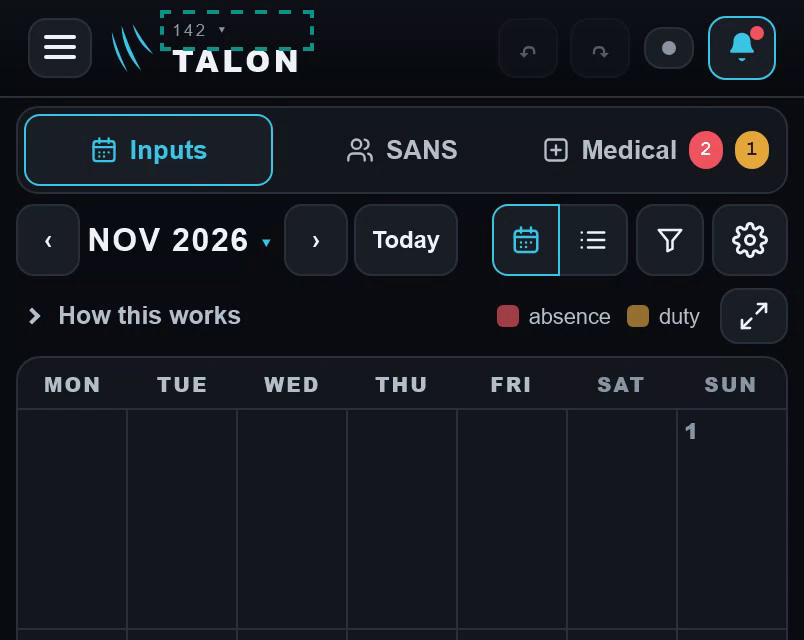 142 ▾
TALON
Inputs
SANS
Medical 2 1
‹ NOV 2026 ▾ › Today
How this works
absence
duty
MON TUE WED THU FRI SAT SUN
1